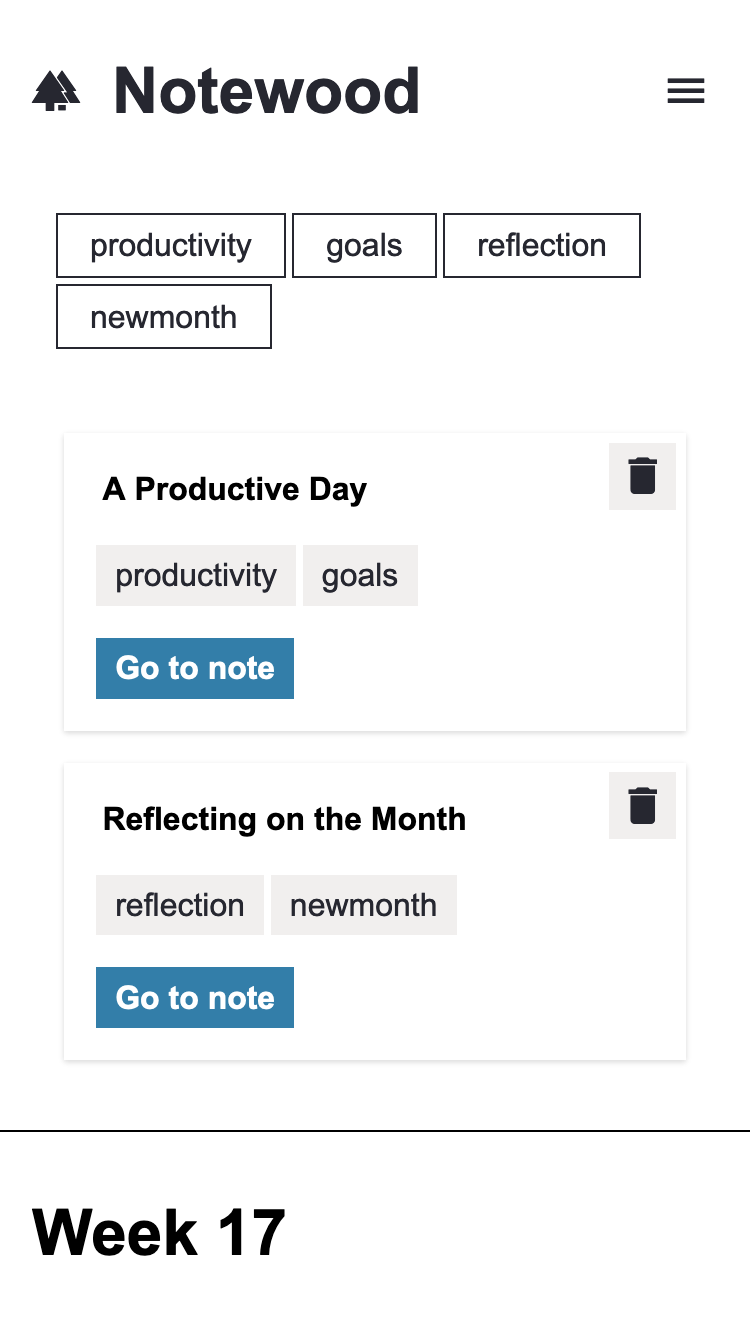 Notewood
productivity goals reflection
newmonth
A Productive Day
productivity goals
Go to note
Reflecting on the Month
reflection newmonth
Go to note
Week 17